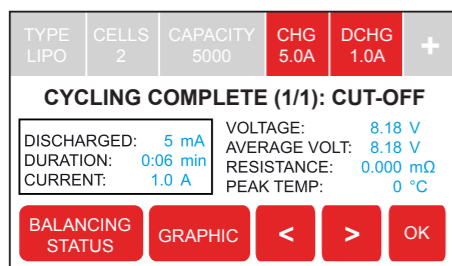 TYPE CELLS CAPACITY CHG DCHG +
LIPO 2 5000 5.0A 1.0A
CYCLING COMPLETE (1/1): CUT-OFF
DISCHARGED: 5 mA
DURATION: 0:06 min
CURRENT: 1.0 A
VOLTAGE: 8.18 V
AVERAGE VOLT: 8.18 V
RESISTANCE: 0.000 mΩ
PEAK TEMP: 0 °C
BALANCING
STATUS
GRAPHIC
<
>
OK